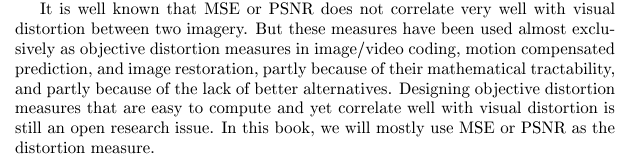 It is well known that MSE or PSNR does not correlate very well with visual
distortion between two imagery. But these measures have been used almost exclu-
sively as objective distortion measures in image/video coding, motion compensated
prediction, and image restoration, partly because of their mathematical tractability,
and partly because of the lack of better alternatives. Designing objective distortion
measures that are easy to compute and yet correlate well with visual distortion is
still an open research issue. In this book, we will mostly use MSE or PSNR as the
distortion measure.